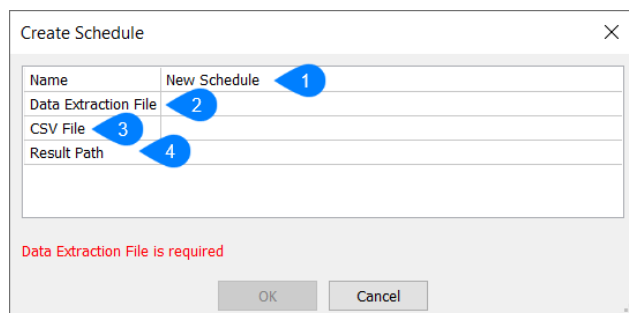 Create Schedule
Name New Schedule 1
Data Extraction File 2
CSV File 3
Result Path 4
Data Extraction File is required
OK Cancel